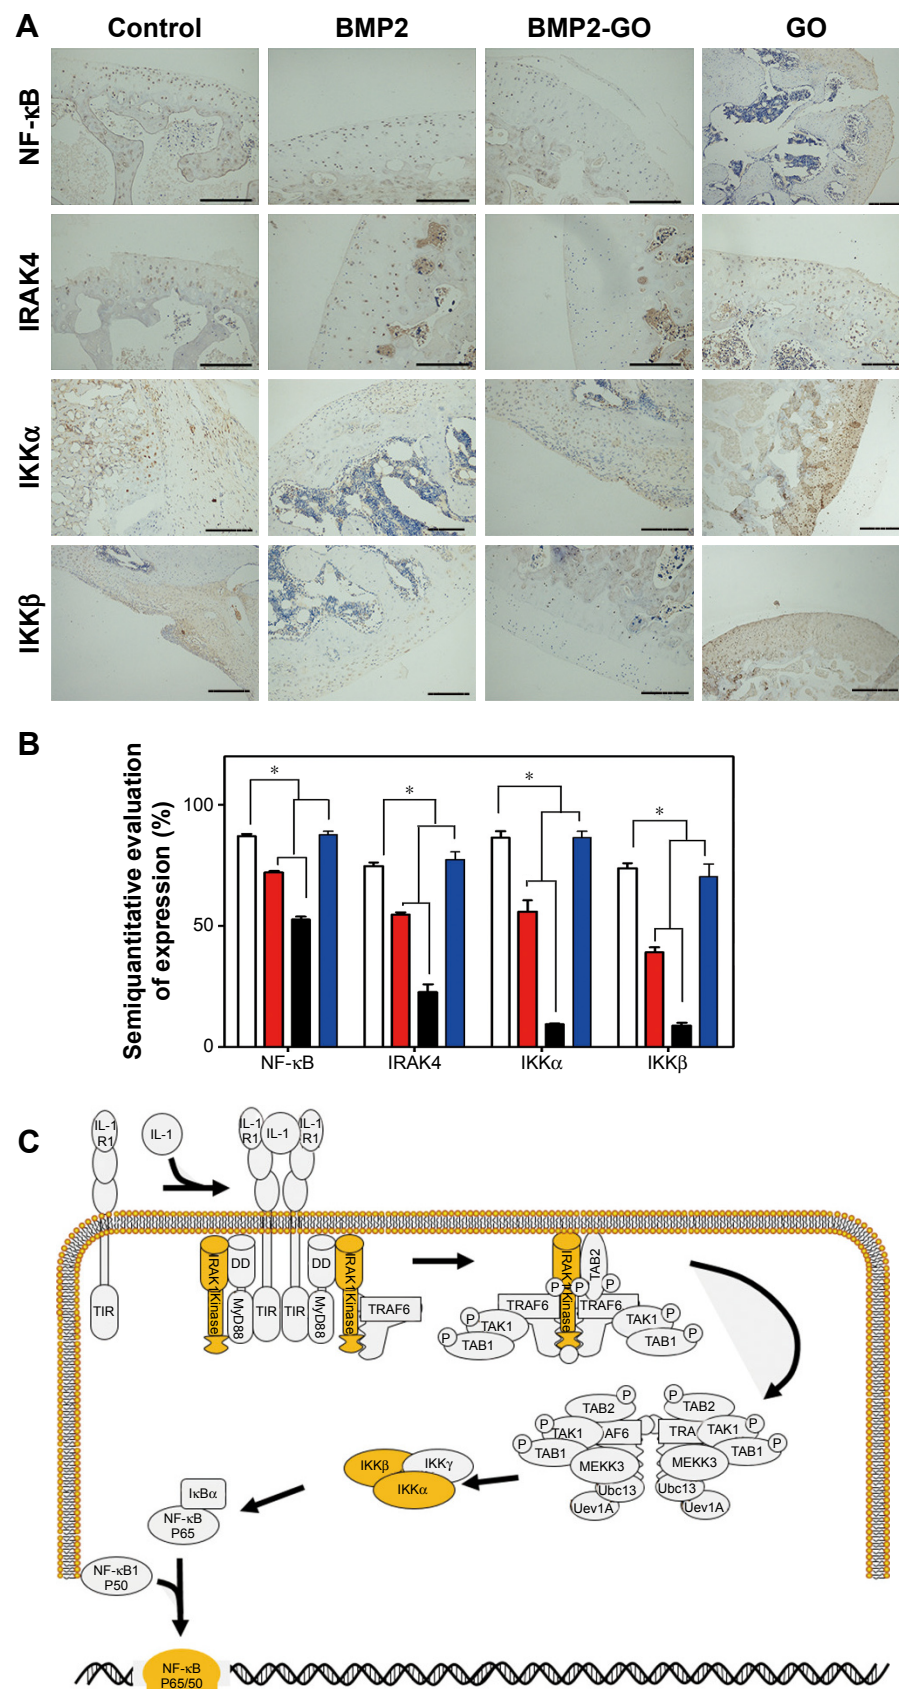 A
Control
BMP2
BMP2-GO
GO
NF-κB
IRAK4
IKKα
IKKβ
B
Semiquantitative evaluation
of expression (%)
100
50
0
*
*
*
*
NF-κB
IRAK4
IKKα
IKKβ
C
IL-1
R1
IL-1
IL-1
R1
IL-1
IL-1
R1
TIR
IRAK1
Kinase
DD
MyD88
TIR
TIR
DD
MyD88
IRAK1
Kinase
TRAF6
IRAK1
Kinase
TAB2
P
P
P
TRAF6
TRAF6
TAK1
P
TAB1
P
TAK1
P
TAB1
P
TAB2
P
TAK1
P
AF6
TAB1
P
MEKK3
Ubc13
Uev1A
P
TAB2
TRA
TAK1
P
TAB1
P
MEKK3
Ubc13
Uev1A
IKKβ
IKKγ
IKKα
IκBα
NF-κB
P65
NF-κB1
P50
NF-κB
P65/50